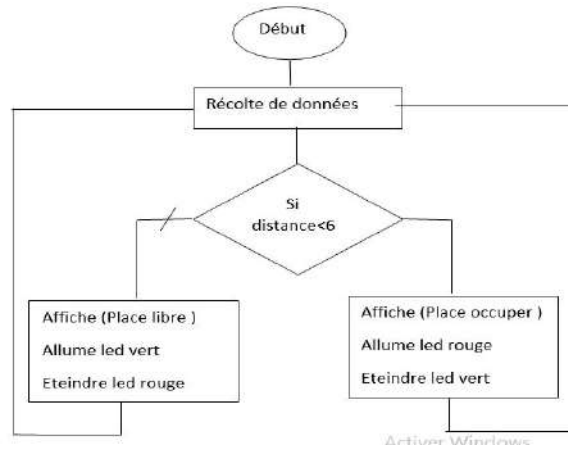 Début
Récolte de données
Si
distance<6
Affiche (Place libre )
Allume led vert
Eteindre led rouge
Affiche (Place occuper )
Allume led rouge
Eteindre led vert
Activer Windows